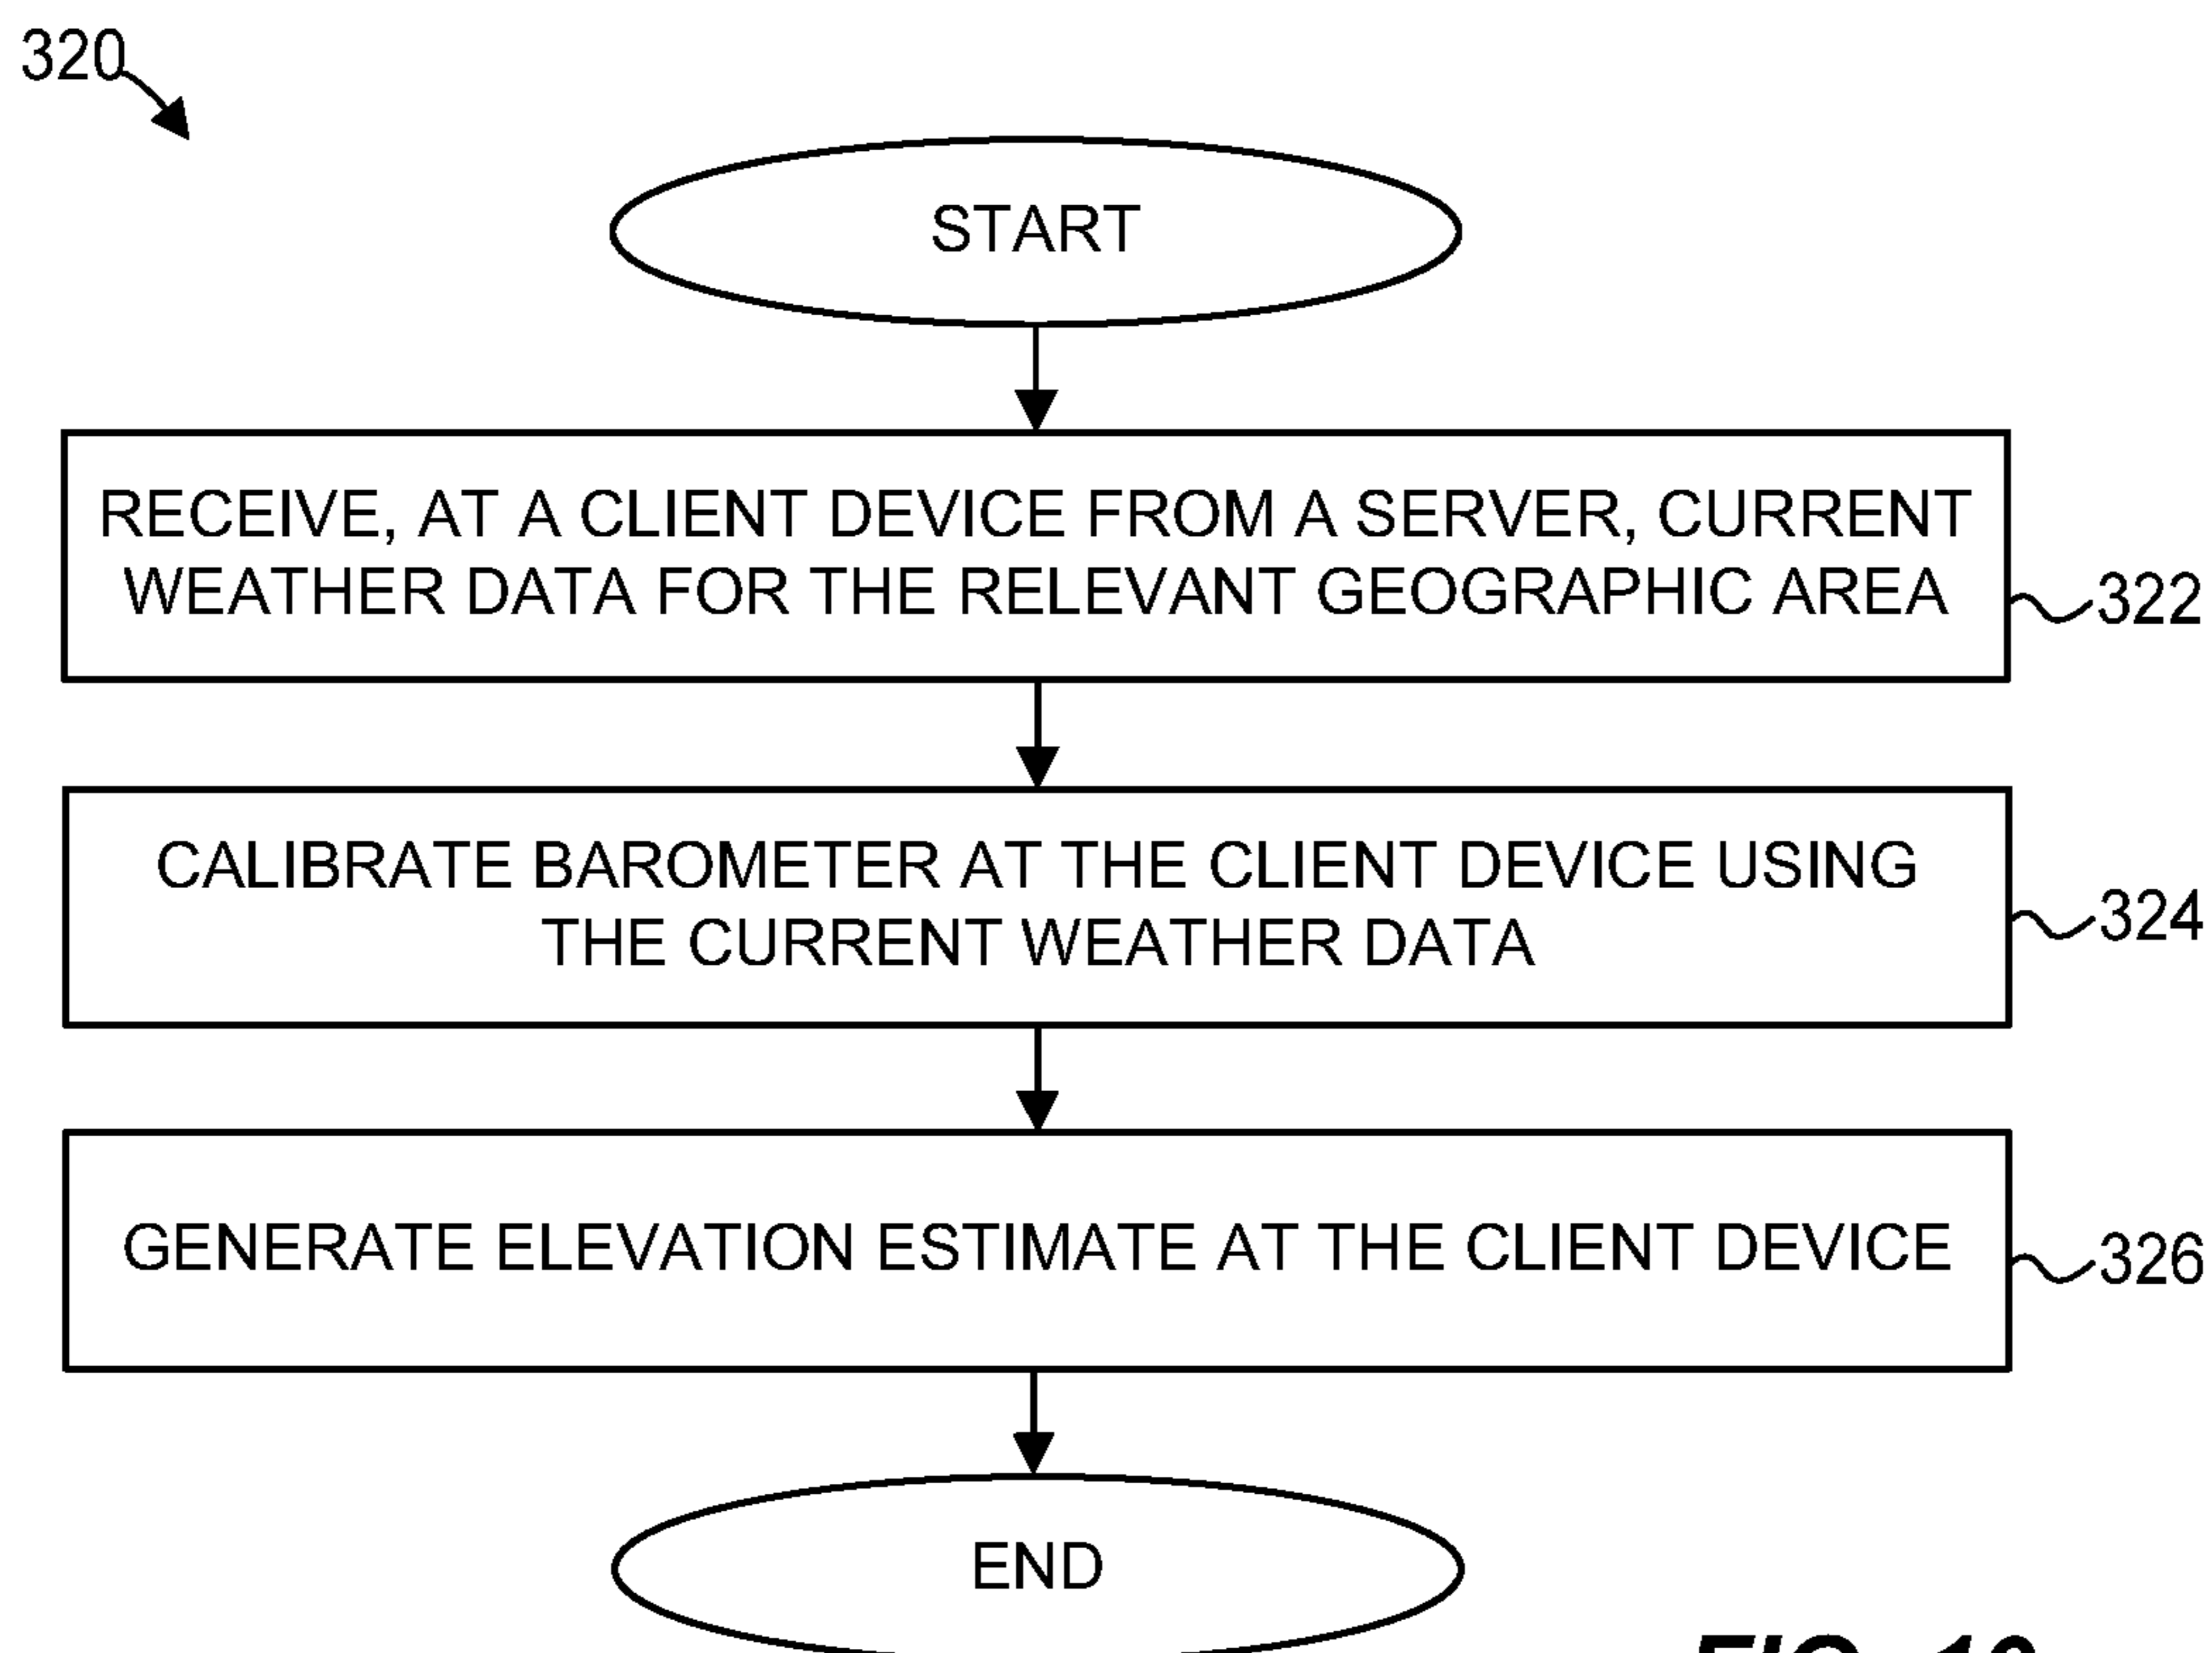 320
START
RECEIVE, AT A CLIENT DEVICE FROM A SERVER, CURRENT
WEATHER DATA FOR THE RELEVANT GEOGRAPHIC AREA
322
CALIBRATE BAROMETER AT THE CLIENT DEVICE USING
THE CURRENT WEATHER DATA
324
GENERATE ELEVATION ESTIMATE AT THE CLIENT DEVICE
326
END